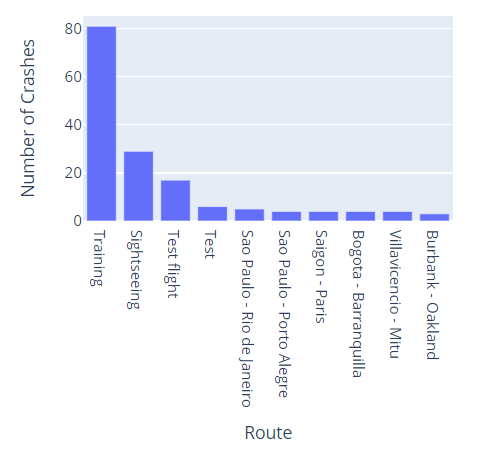 Number of Crashes
80
60
40
20
0
Training
Sightseeing
Test flight
Test
Sao Paulo - Rio de Janeiro
Sao Paulo - Porto Alegre
Saigon - Paris
Bogota - Barranquilla
Villavicencio - Mitu
Burbank - Oakland
Route